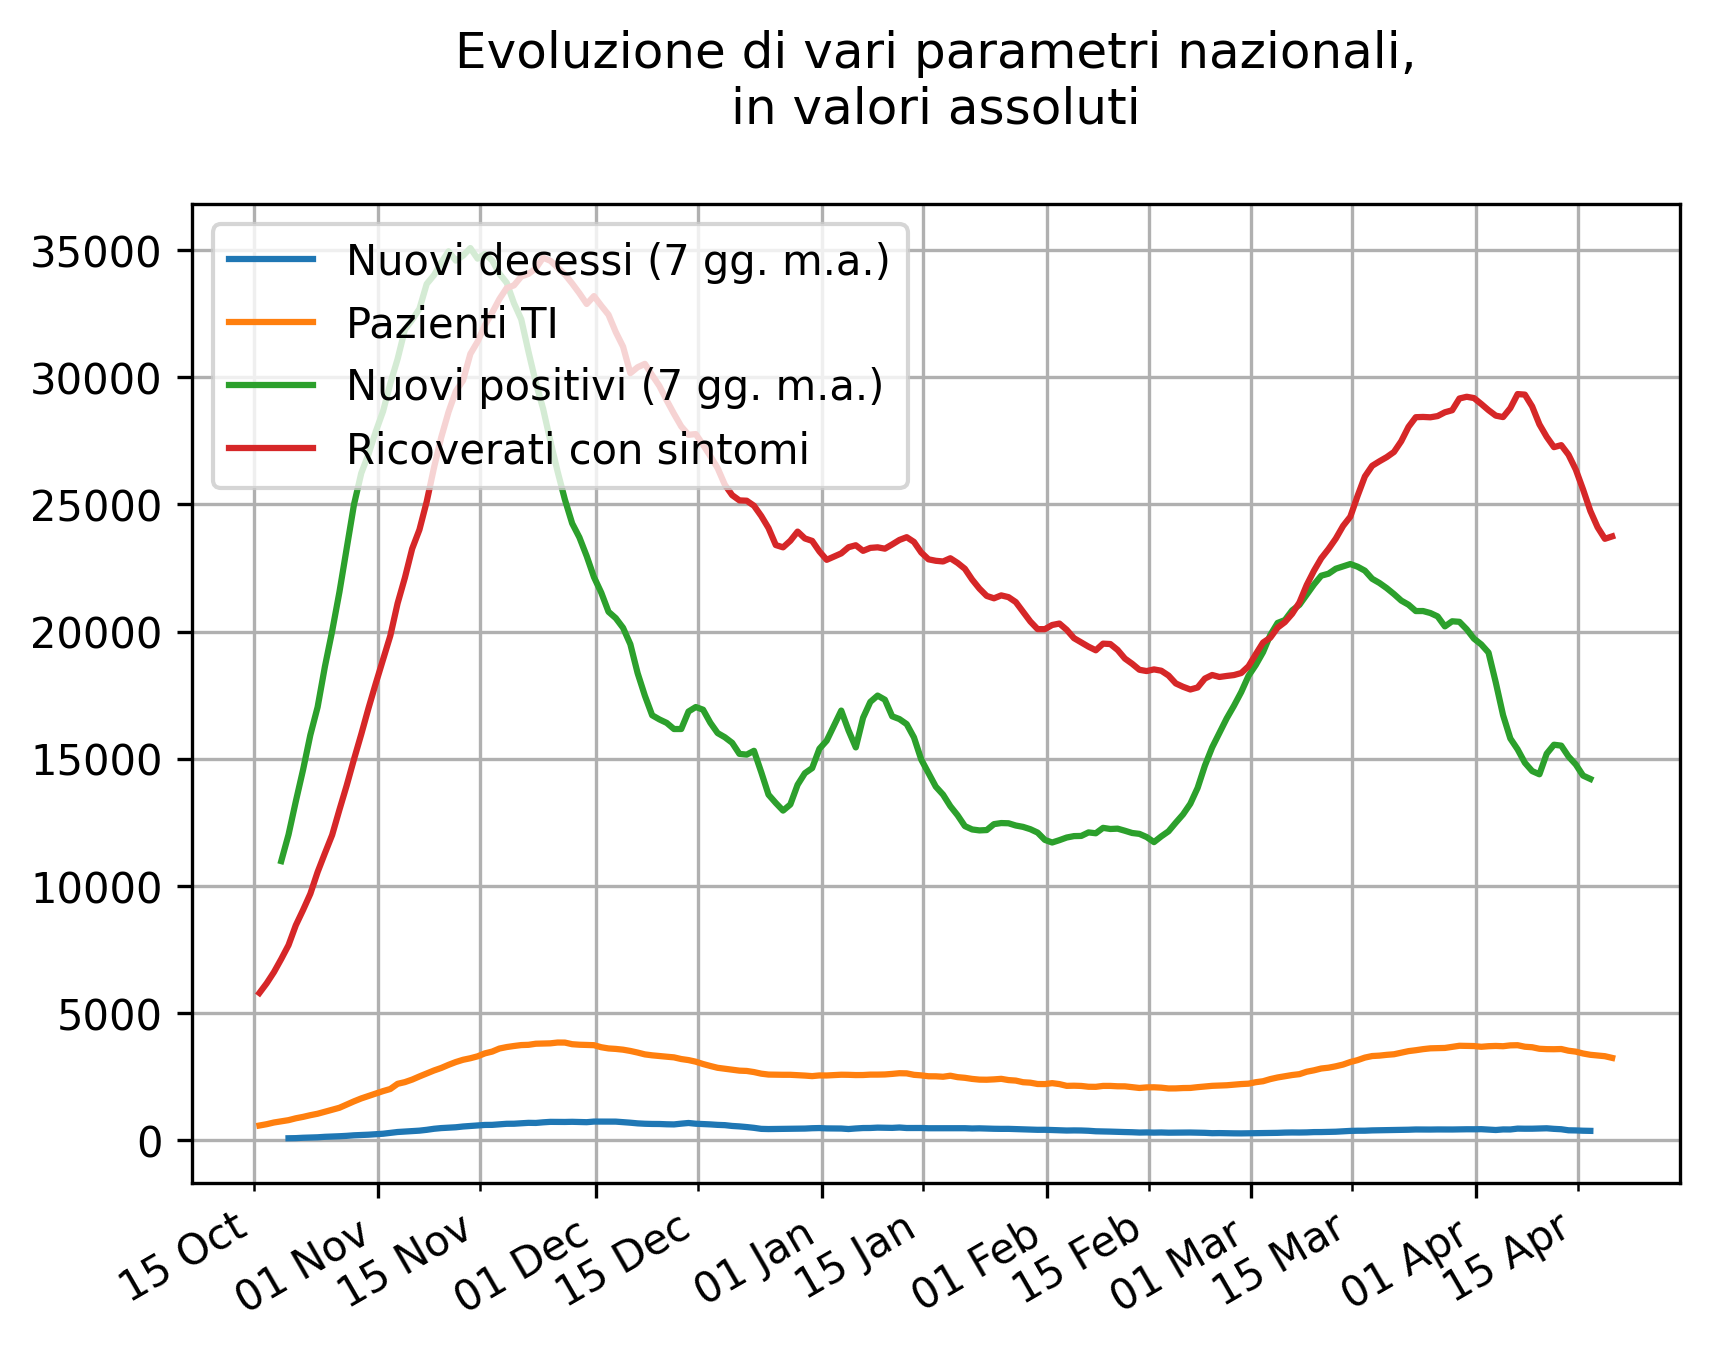 Evoluzione di vari parametri nazionali,
in valori assoluti
Nuovi decessi (7 gg. m.a.)
Pazienti TI
Nuovi positivi (7 gg. m.a.)
Ricoverati con sintomi
35000
30000
25000
20000
15000
10000
5000
0
15 Oct
01 Nov
15 Nov
01 Dec
15 Dec
01 Jan
15 Jan
01 Feb
15 Feb
01 Mar
15 Mar
01 Apr
15 Apr